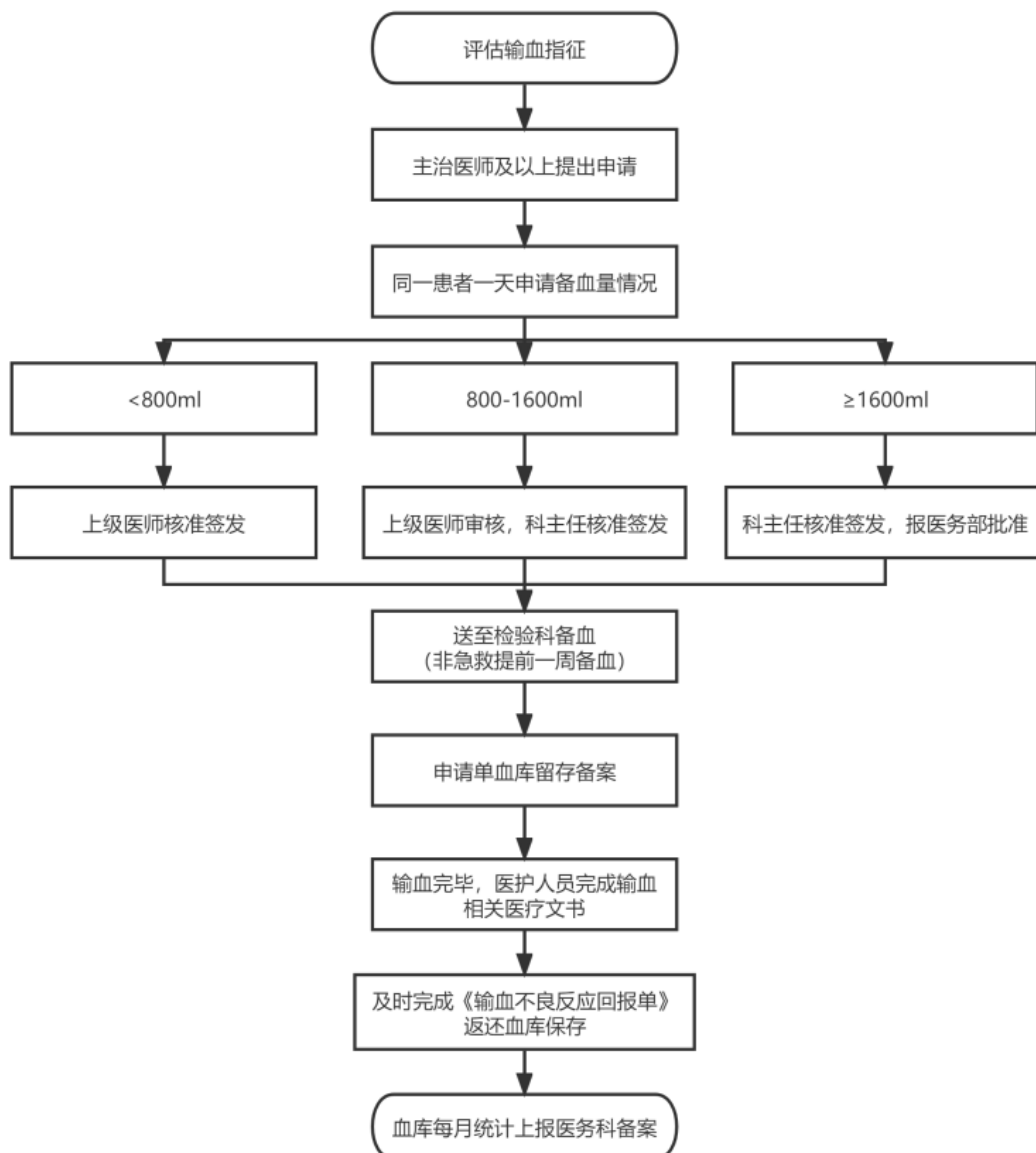 评估输血指征
主治医师及以上提出申请
同一患者一天申请备血量情况
<800ml
800-1600ml
≥1600ml
上级医师核准签发
上级医师审核，科主任核准签发
科主任核准签发，报医务部批准
送至检验科备血
（非急救提前一周备血）
申请单血库留存备案
输血完毕，医护人员完成输血
相关医疗文书
及时完成《输血不良反应回报单》
返还血库保存
血库每月统计上报医务科备案